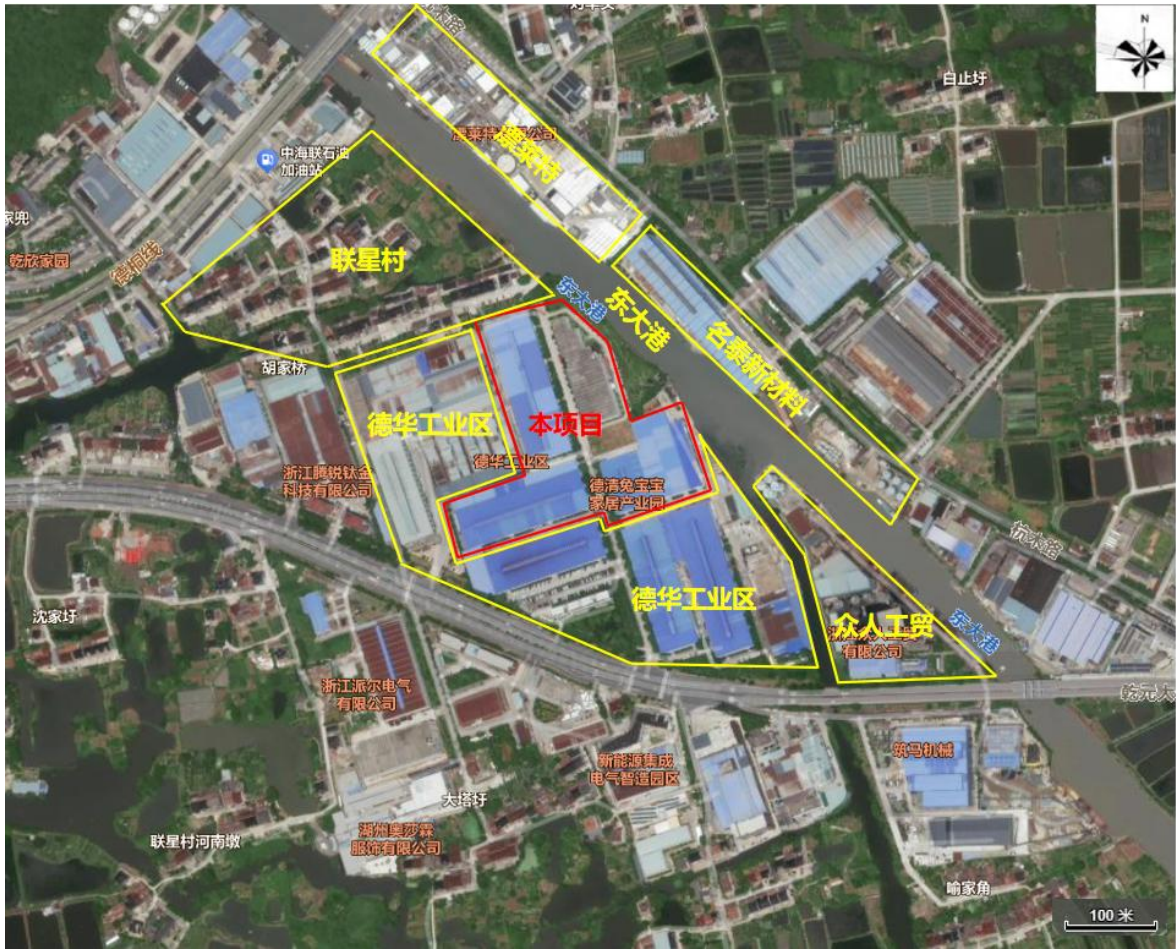 N
白止圩
中海联石油
加油站
德桓线
乾欣家园
联星村
东大港
东大港
名泰新材料
胡家桥
德华工业区
本项目
德华工业区
浙江腾锐钛金
科技有限公司
德清兔宝宝
家居产业园
杭木路
沈家圩
德华工业区
众人工贸
有限公司
东大港
浙江派尔电气
有限公司
筑马机械
新能源集成
电气智造园区
大塔圩
联星村河南墩
湖州奥莎霖
服饰有限公司
喻家角
100 米